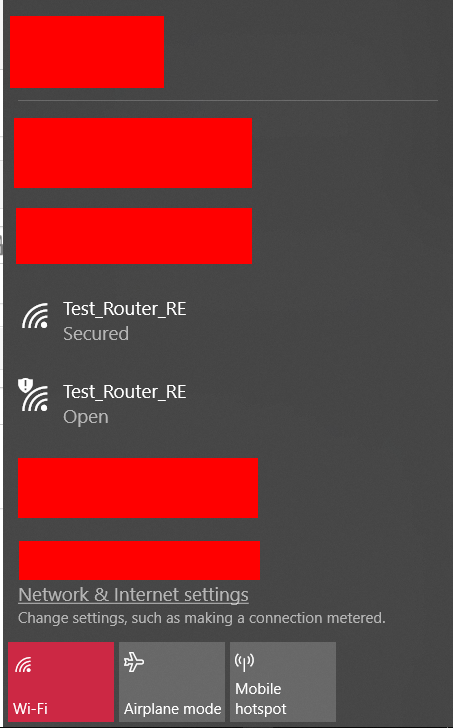 Test_Router_RE
Secured
Test_Router_RE
Open
Network & Internet settings
Change settings, such as making a connection metered.
Wi-Fi
Airplane mode
Mobile
hotspot